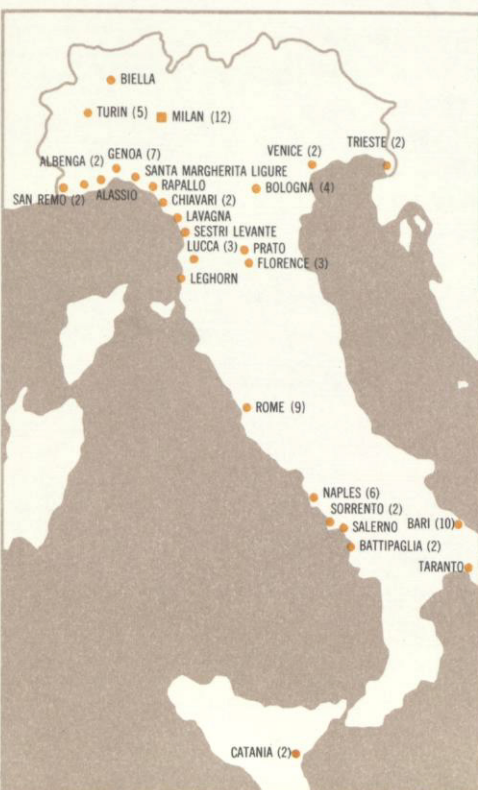 BIELLA
TURIN (5)
MILAN (12)
VENICE (2)
TRIESTE (2)
ALBENGA (2)
GENOA (7)
SANTA MARGHERITA LIGURE
RAPALLO
BOLOGNA (4)
SAN REMO (2)
ALASSIO
CHIAVARI (2)
LAVAGNA
SESTRI LEVANTE
LUCCA (3)
PRATO
FLORENCE (3)
LEGHORN
ROME (9)
NAPLES (6)
SORRENTO (2)
SALERNO
BARI (10)
BATTIPAGLIA (2)
TARANTO
CATANIA (2)